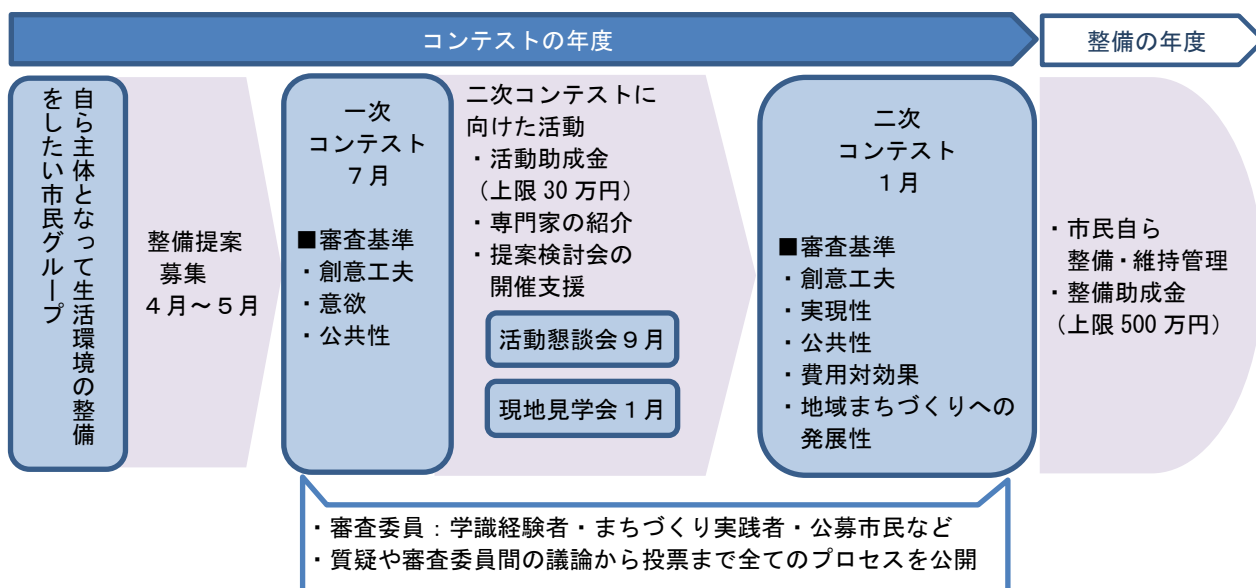 コンテストの年度
整備の年度
自ら主体となって生活環境の整備
をしたい市民グループ
整備提案
募集
４月～５月
一次
コンテスト
７月
■審査基準
・創意工夫
・意欲
・公共性
二次コンテストに
向けた活動
・活動助成金
（上限 30 万円）
・専門家の紹介
・提案検討会の
開催支援
活動懇談会９月
現地見学会１月
二次
コンテスト
１月
■審査基準
・創意工夫
・実現性
・公共性
・費用対効果
・地域まちづくりへの
発展性
・市民自ら
整備・維持管理
・整備助成金
（上限 500 万円）
・審査委員：学識経験者・まちづくり実践者・公募市民など
・質疑や審査委員間の議論から投票まで全てのプロセスを公開